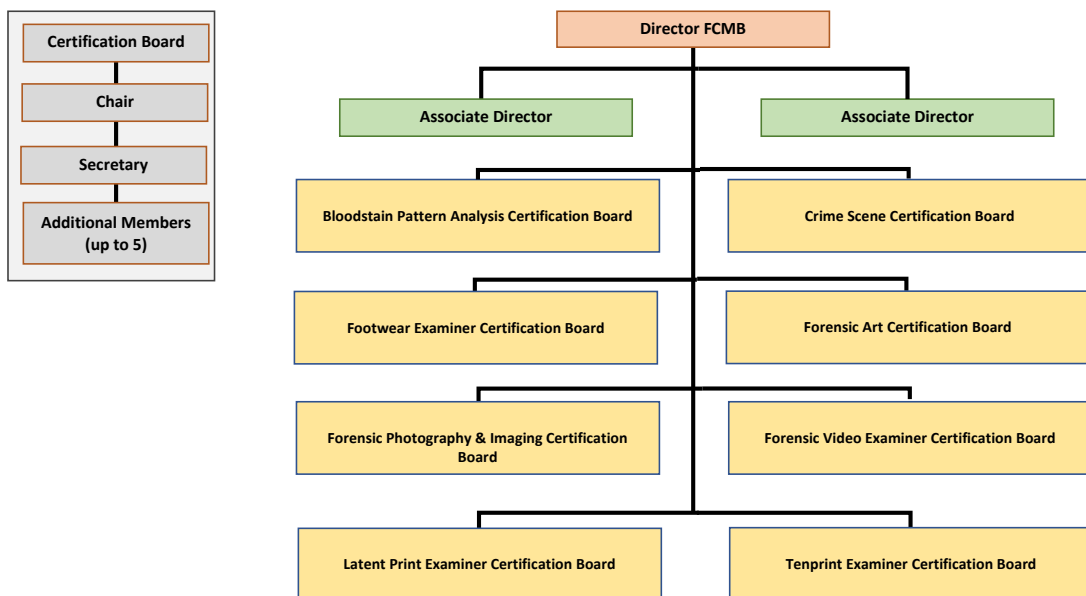 Certification Board
Chair
Secretary
Additional Members
(up to 5)
Director FCMB
Associate Director
Associate Director
Bloodstain Pattern Analysis Certification Board
Crime Scene Certification Board
Footwear Examiner Certification Board
Forensic Art Certification Board
Forensic Photography & Imaging Certification
Board
Forensic Video Examiner Certification Board
Latent Print Examiner Certification Board
Tenprint Examiner Certification Board